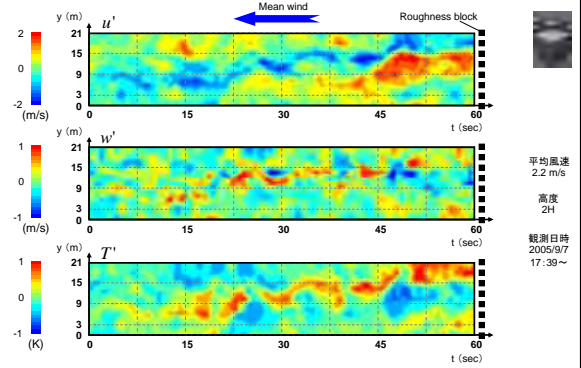 Mean wind
Roughness block
y (m)
u'
2
0
-2
(m/s)
21
15
9
3
0
0
15
30
45
60
t (sec)
y (m)
w'
1
0
-1
(m/s)
21
15
9
3
0
0
15
30
45
60
t (sec)
y (m)
T'
1
0
-1
(K)
21
15
9
3
0
0
15
30
45
60
t (sec)
平均風速
2.2 m/s
高度
2H
観測日時
2005/9/7
17:39～